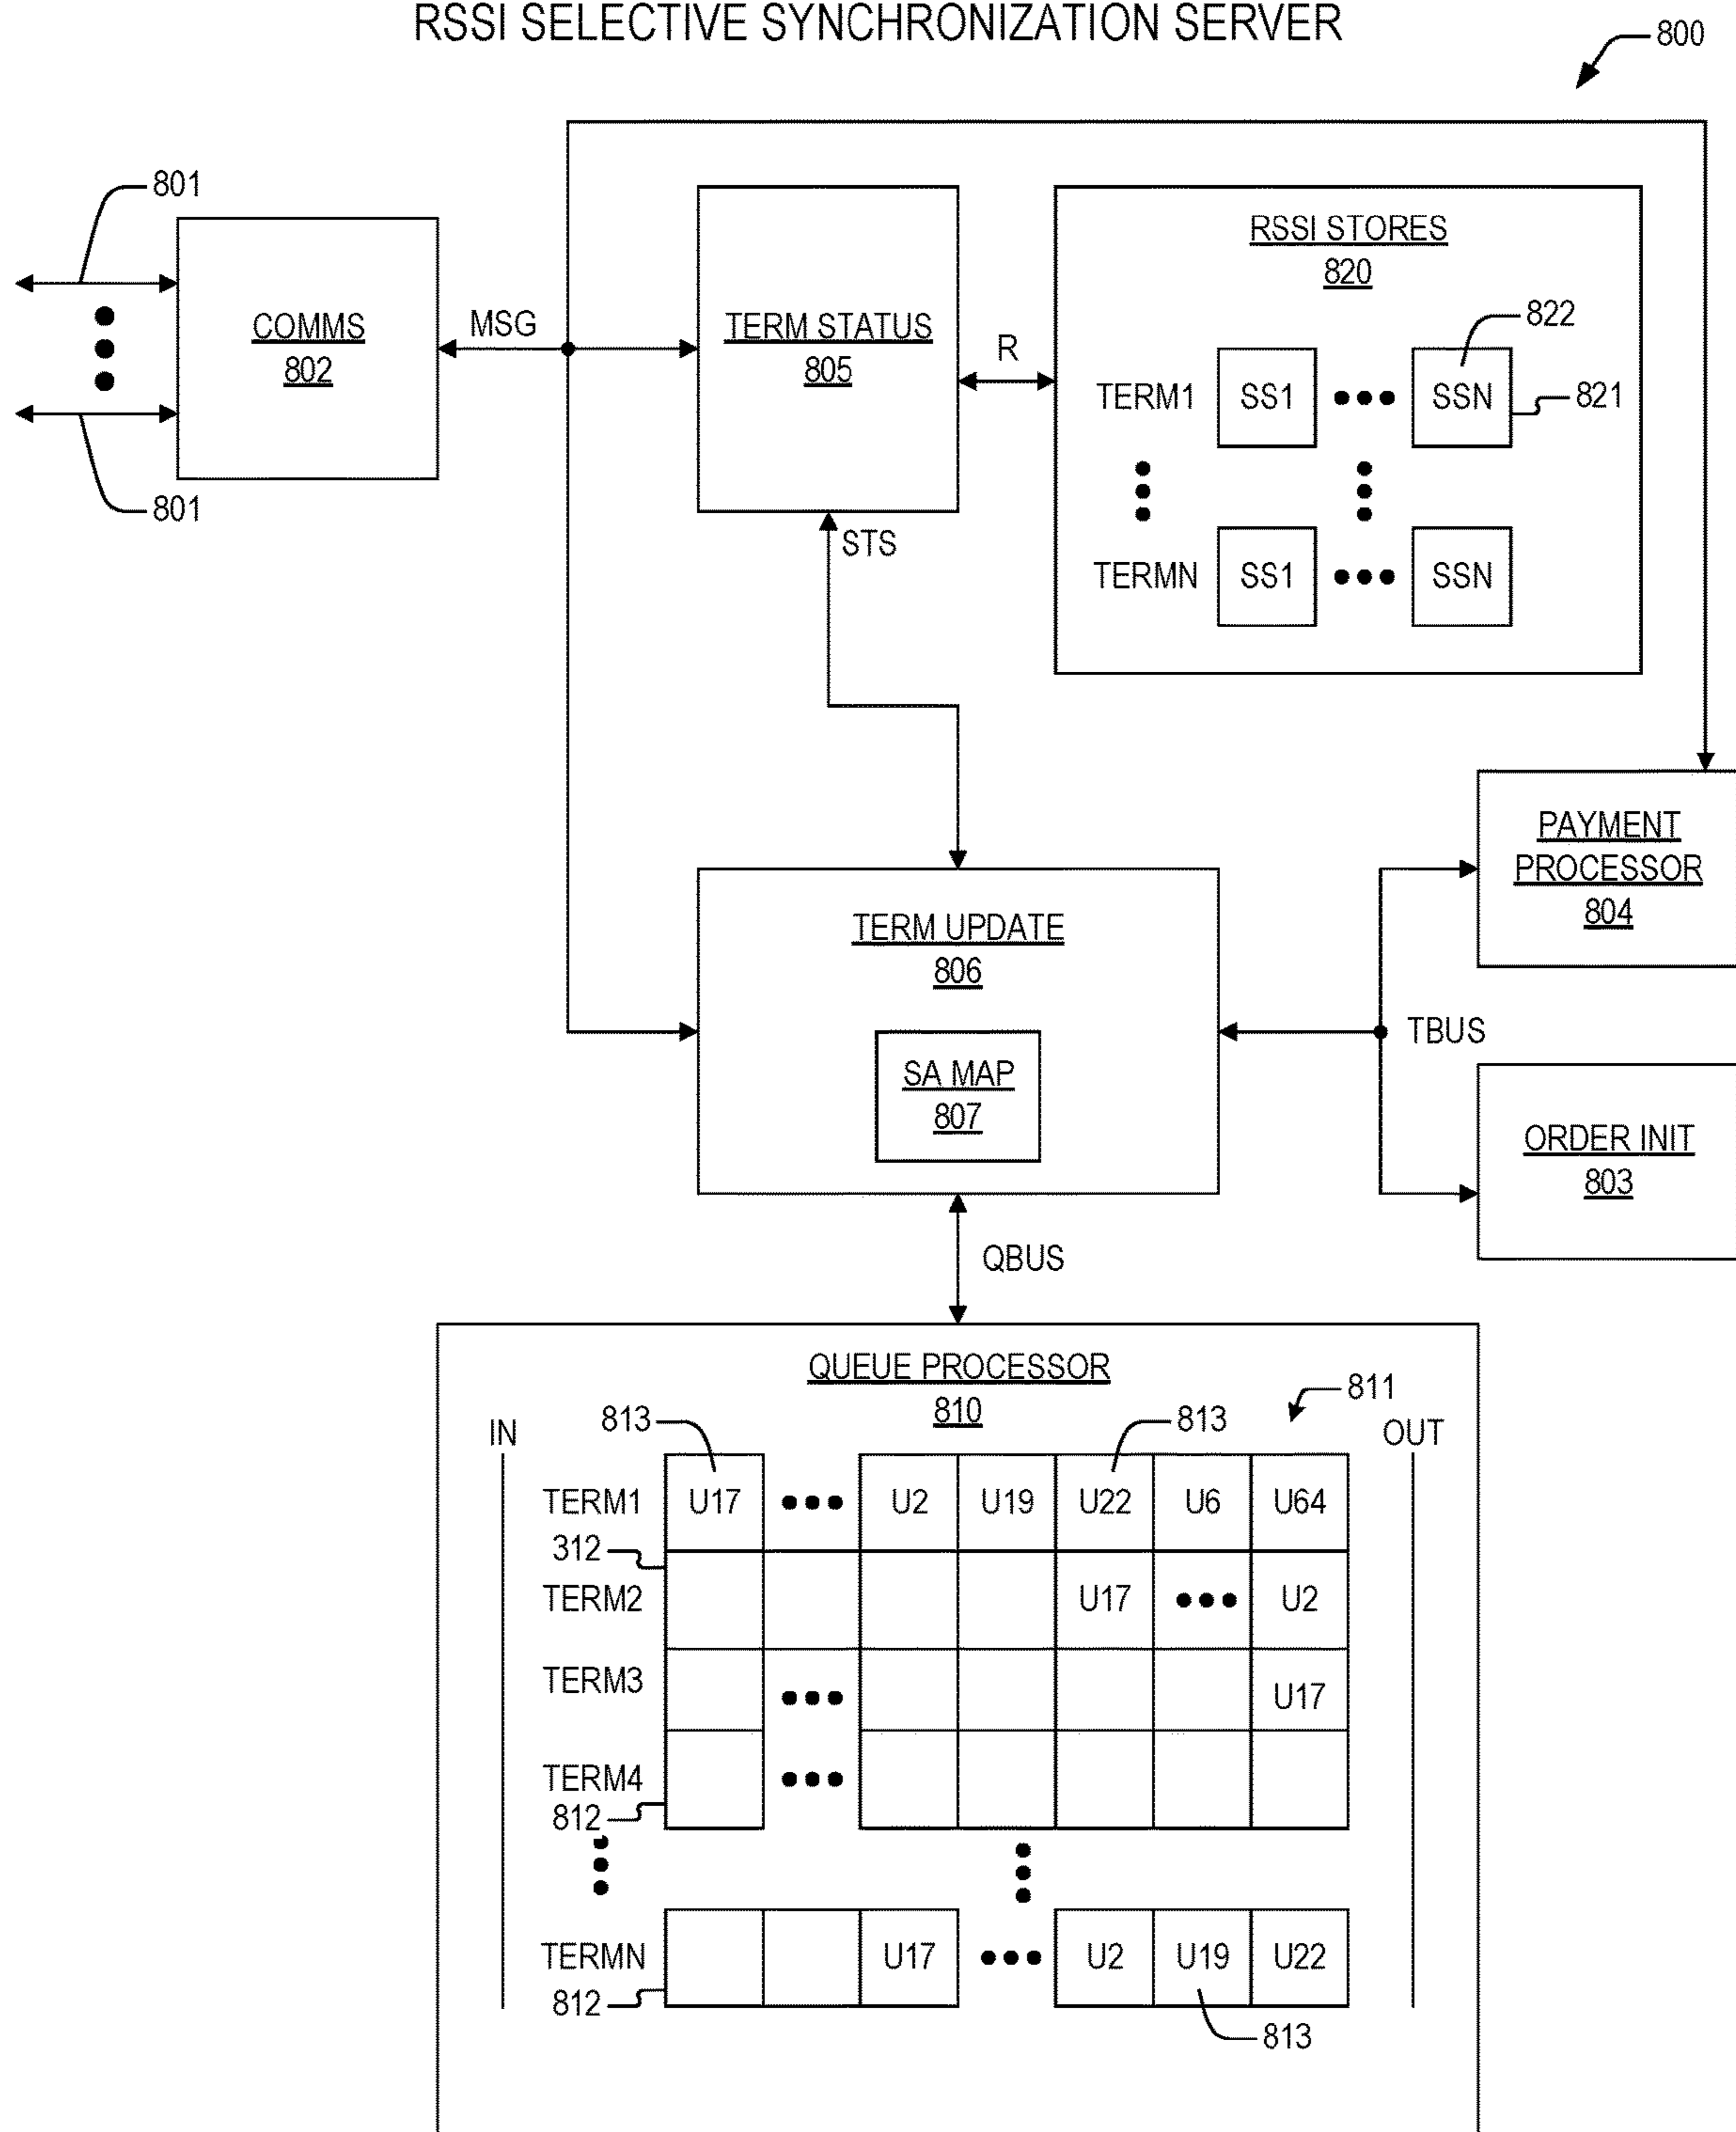 RSSI SELECTIVE SYNCHRONIZATION SERVER
800
801
801
COMMS
802
MSG
TERM STATUS
805
R
RSSI STORES
820
822
821
TERM1 SS1 SSN
TERMN SS1 SSN
STS
PAYMENT
PROCESSOR
804
TERM UPDATE
806
SA MAP
807
TBUS
ORDER INIT
803
QBUS
QUEUE PROCESSOR
810
811
813
813
IN
OUT
TERM1 U17 U2 U19 U22 U6 U64
312
TERM2 U17 U2
TERM3 U17
TERM4
812
TERMN U17 U2 U19 U22
812
813